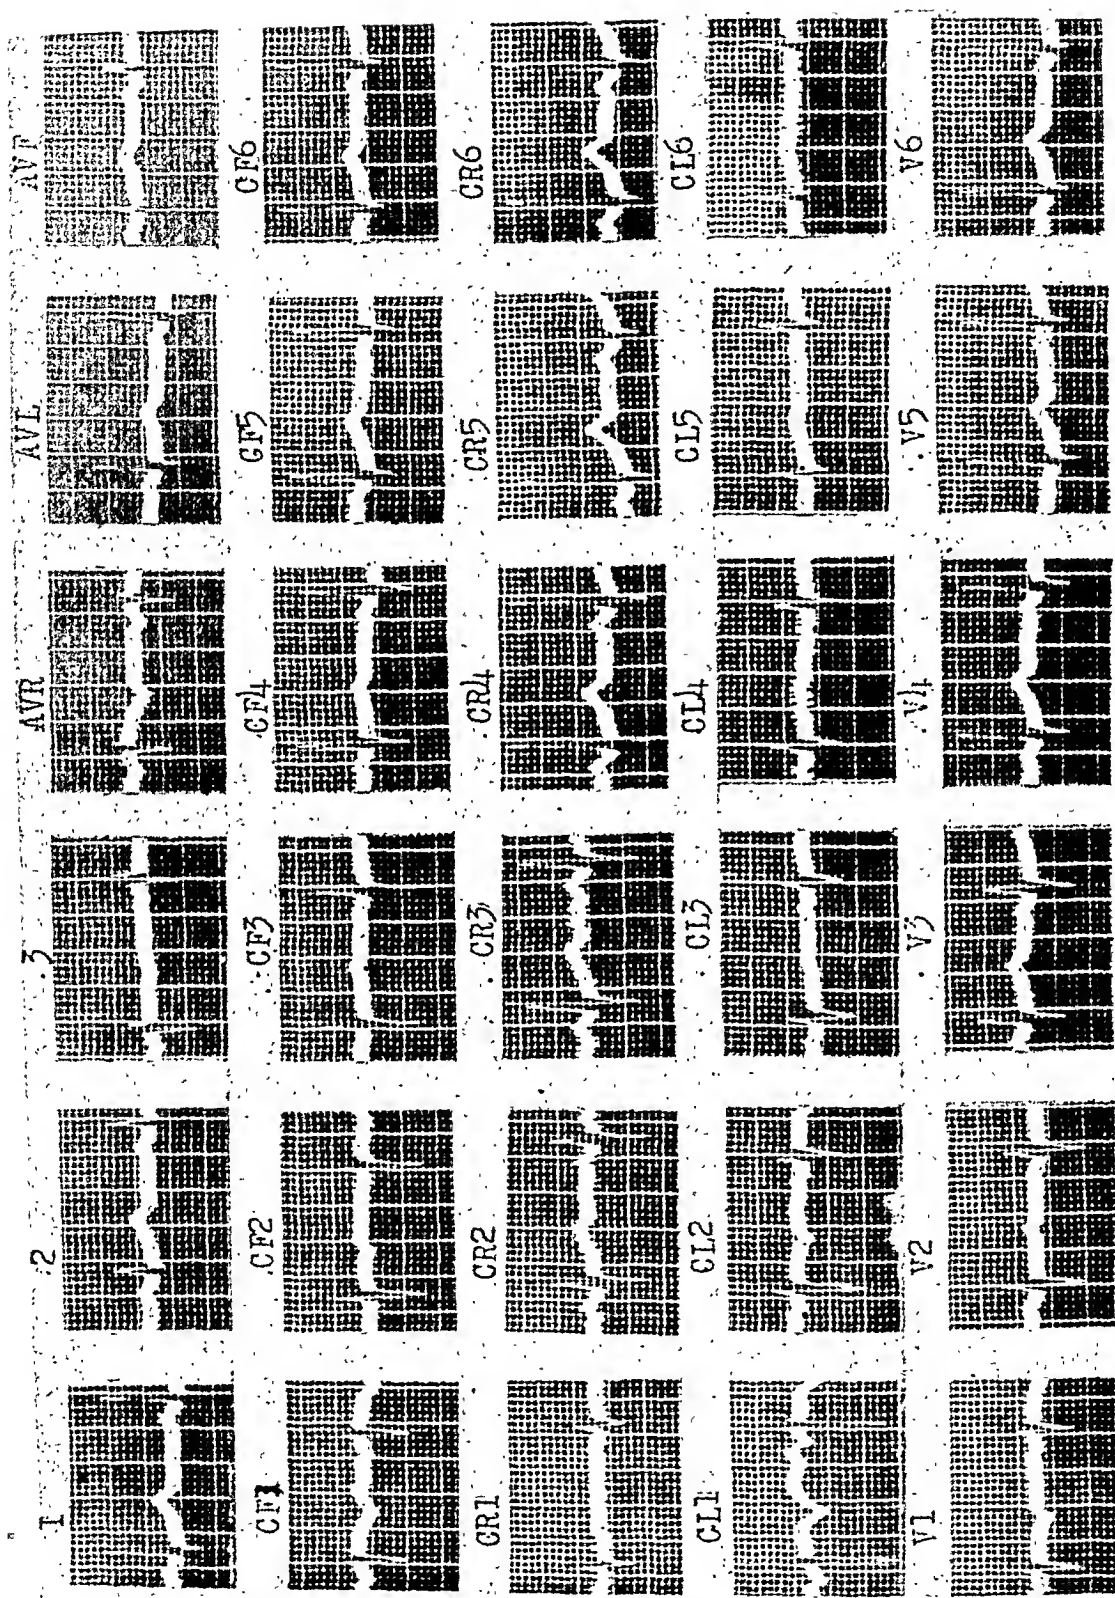 I 2 3 AVR AVL AVF
CF1 CF2 CF3 CF4 CF5 CF6
CR1 CR2 CR3 CR4 CR5 CR6
CL1 CL2 CL3 CL4 CL5 CL6
V1 V2 V3 V4 V5 V6